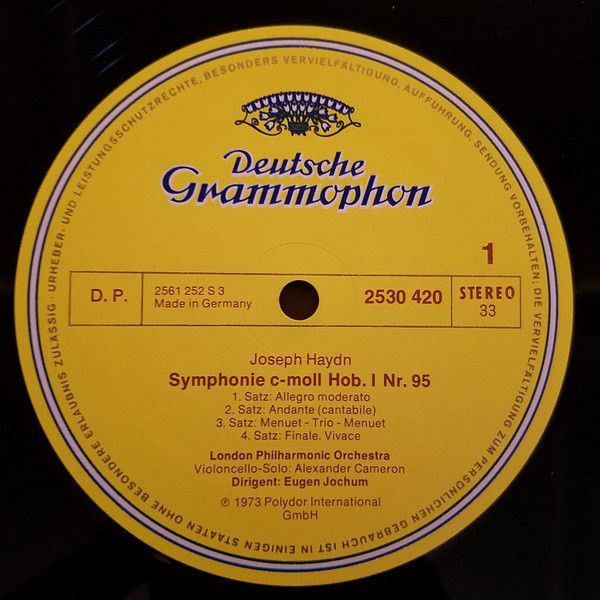 Deutsche
Grammophon
1
D. P.
2561 252 S 3
Made in Germany
2530 420
STEREO
33
Joseph Haydn
Symphonie c-moll Hob. I Nr. 95
1. Satz: Allegro moderato
2. Satz: Andante (cantabile)
3. Satz: Menuet - Trio - Menuet
4. Satz: Finale. Vivace
London Philharmonic Orchestra
Violoncello-Solo: Alexander Cameron
Dirigent: Eugen Jochum
℗ 1973 Polydor International
GmbH
URHEBER- UND LEISTUNGSSCHUTZRECHTE, BESONDERS VERVIELFÄLTIGUNG, AUFFÜHRUNG, SENDUNG VORBEHALTEN; DIE VERVIELFÄLTIGUNG ZUM PERSÖNLICHEN GEBRAUCH IST IN EINIGEN STAATEN OHNE BESONDERE ERLAUBNIS ZULÄSSIG ·